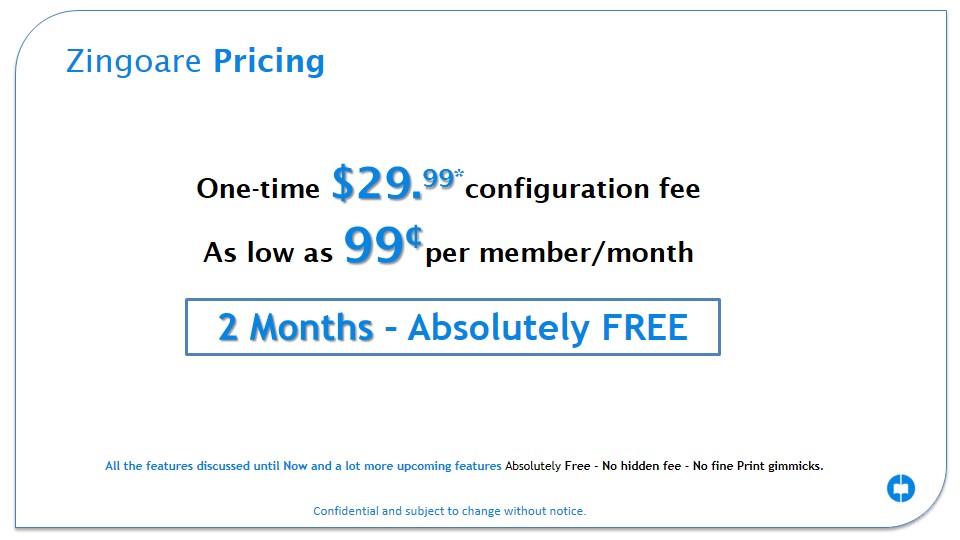 Zingoare Pricing
One-time $29.99* configuration fee
As low as 99¢ per member/month
2 Months – Absolutely FREE
All the features discussed until Now and a lot more upcoming features Absolutely Free – No hidden fee – No fine Print gimmicks.
Confidential and subject to change without notice.